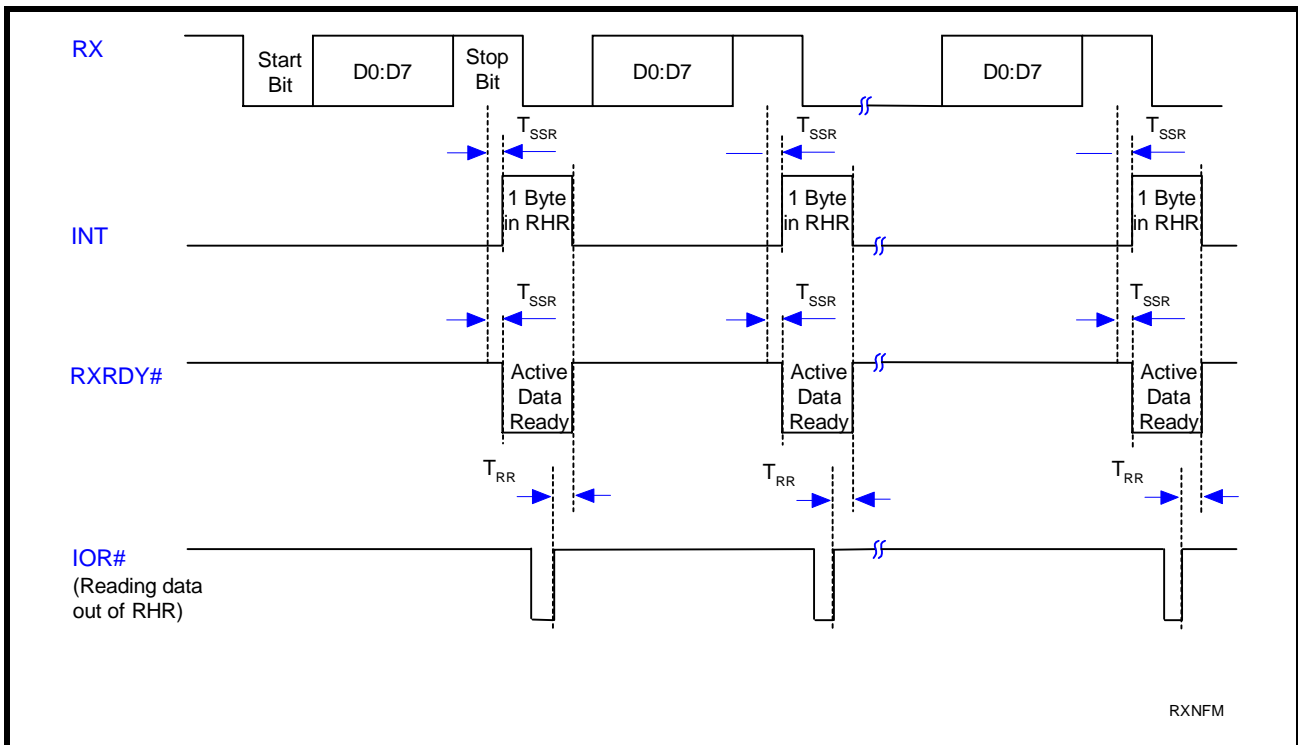 RX
Start
Bit
D0:D7
Stop
Bit
D0:D7
D0:D7
TSSR
TSSR
TSSR
INT
1 Byte
in RHR
1 Byte
in RHR
1 Byte
in RHR
TSSR
TSSR
TSSR
RXRDY#
Active
Data
Ready
Active
Data
Ready
Active
Data
Ready
TRR
TRR
TRR
IOR#
(Reading data
out of RHR)
RXNFM